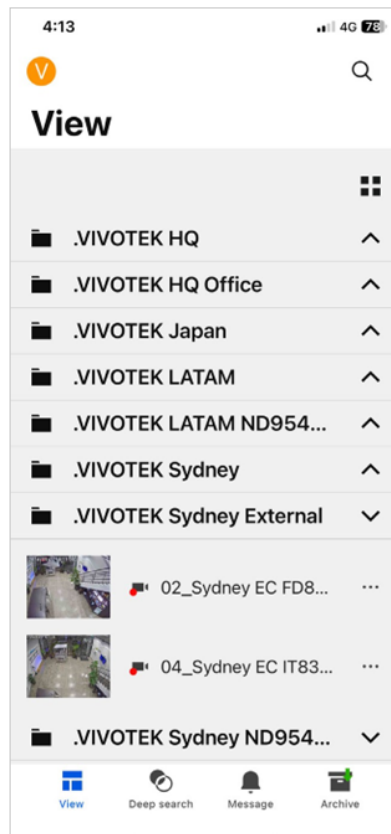 4:13
4G 78
V
View
.VIVOTEK HQ
.VIVOTEK HQ Office
.VIVOTEK Japan
.VIVOTEK LATAM
.VIVOTEK LATAM ND954...
.VIVOTEK Sydney
.VIVOTEK Sydney External
02_Sydney EC FD8...
04_Sydney EC IT83...
.VIVOTEK Sydney ND954...
View Deep search Message Archive